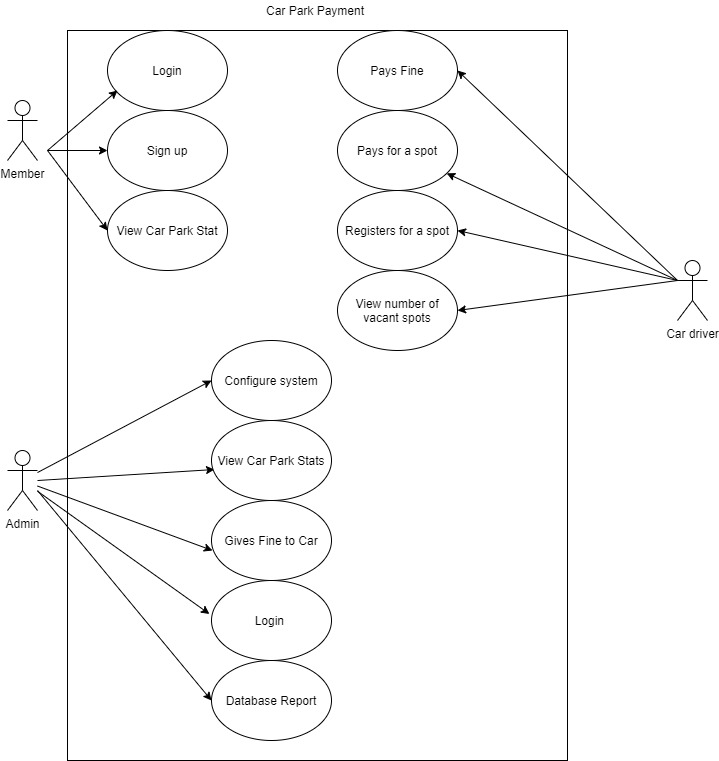 Car Park Payment
Login
Pays Fine
Sign up
Pays for a spot
Member
View Car Park Stat
Registers for a spot
View number of
vacant spots
Car driver
Configure system
View Car Park Stats
Admin
Gives Fine to Car
Login
Database Report